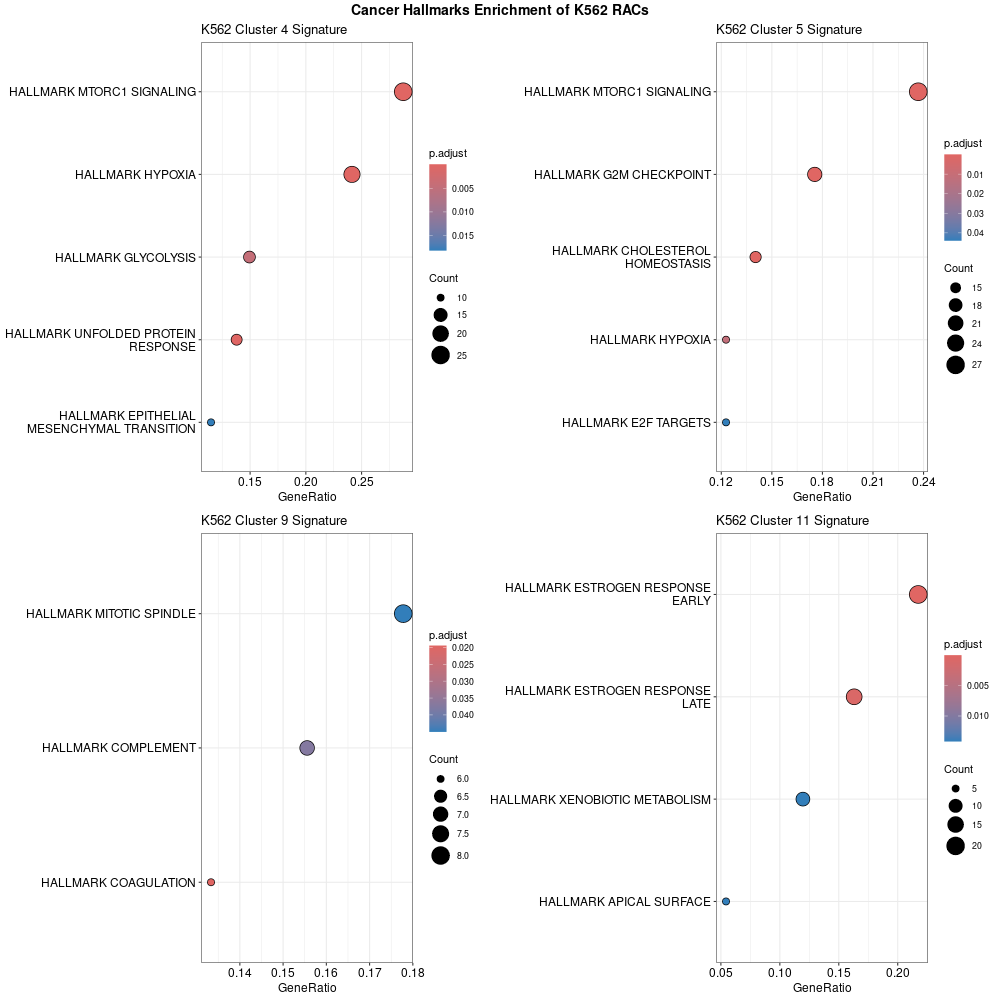 Cancer Hallmarks Enrichment of K562 RACs
K562 Cluster 4 Signature
HALLMARK MTORC1 SIGNALING
HALLMARK HYPOXIA
HALLMARK GLYCOLYSIS
HALLMARK UNFOLDED PROTEIN
RESPONSE
HALLMARK EPITHELIAL
MESENCHYMAL TRANSITION
0.15 0.20 0.25
GeneRatio
p.adjust
0.005
0.010
0.015
Count
10
15
20
25
K562 Cluster 5 Signature
HALLMARK MTORC1 SIGNALING
HALLMARK G2M CHECKPOINT
HALLMARK CHOLESTEROL
HOMEOSTASIS
HALLMARK HYPOXIA
HALLMARK E2F TARGETS
0.12 0.15 0.18 0.21 0.24
GeneRatio
p.adjust
0.01
0.02
0.03
0.04
Count
15
18
21
24
27
K562 Cluster 9 Signature
HALLMARK MITOTIC SPINDLE
HALLMARK COMPLEMENT
HALLMARK COAGULATION
0.14 0.15 0.16 0.17 0.18
GeneRatio
p.adjust
0.020
0.025
0.030
0.035
0.040
Count
6.0
6.5
7.0
7.5
8.0
K562 Cluster 11 Signature
HALLMARK ESTROGEN RESPONSE
EARLY
HALLMARK ESTROGEN RESPONSE
LATE
HALLMARK XENOBIOTIC METABOLISM
HALLMARK APICAL SURFACE
0.05 0.10 0.15 0.20
GeneRatio
p.adjust
0.005
0.010
Count
5
10
15
20